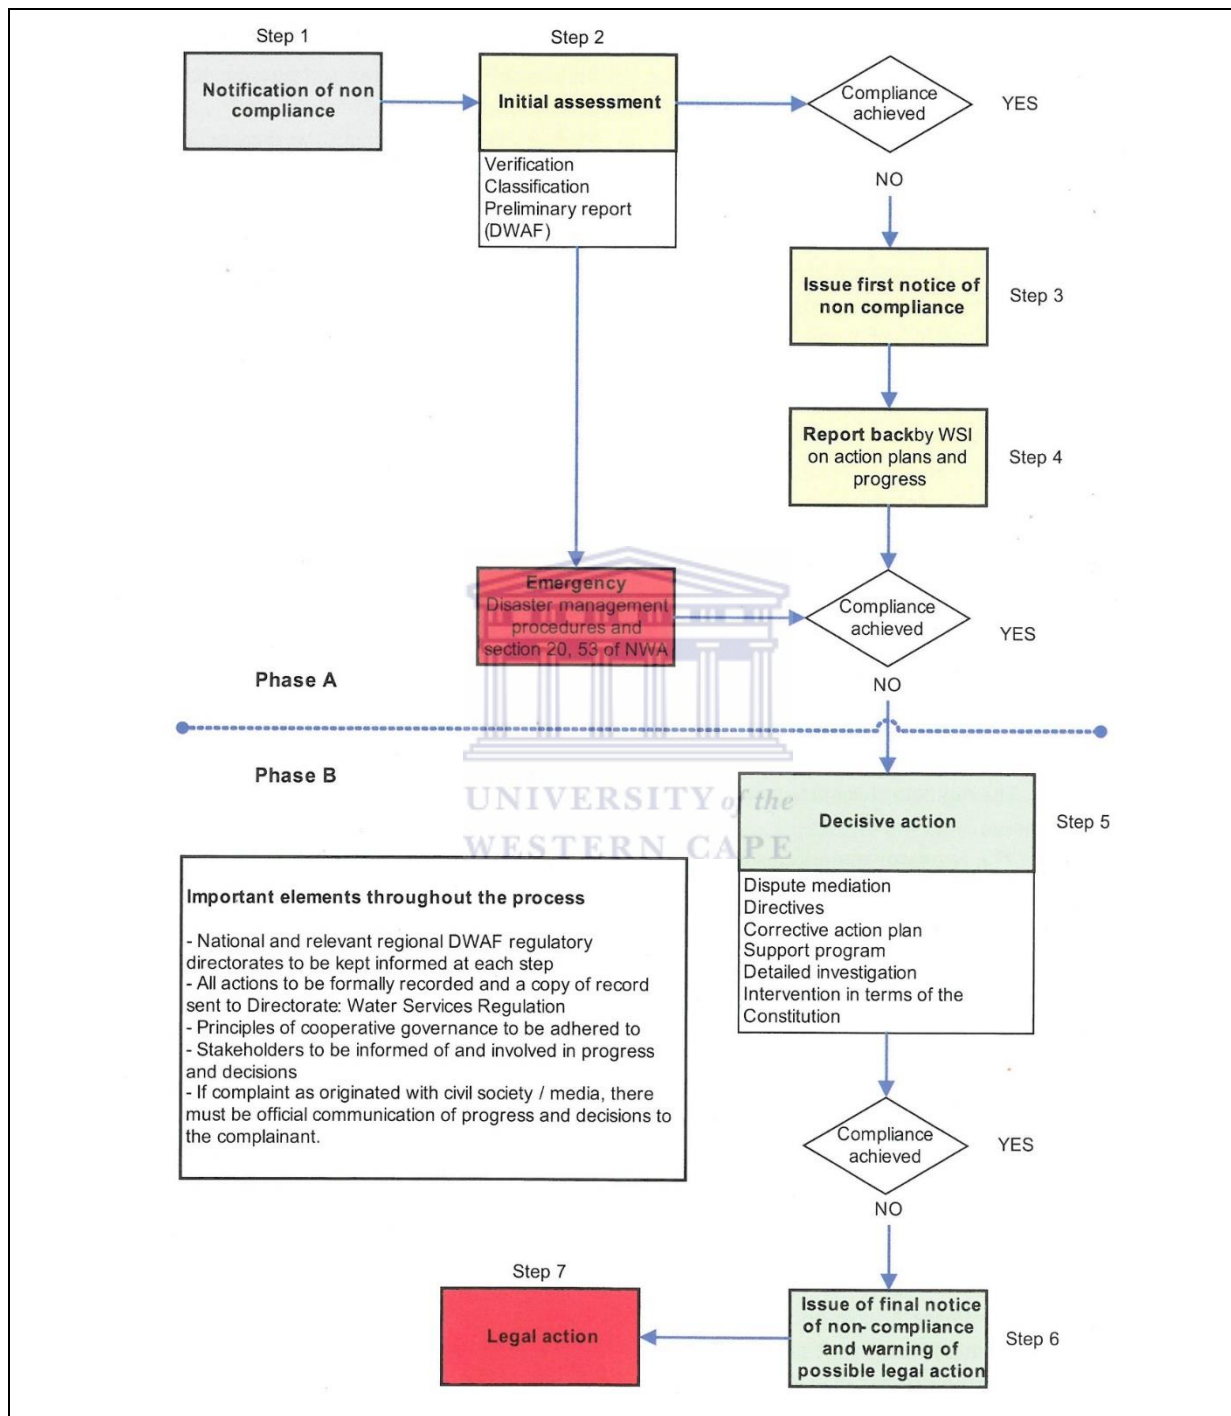 Step 1
Notification of non
compliance
Step 2
Initial assessment
Verification
Classification
Preliminary report
(DWAF)
Compliance
achieved
YES
NO
Issue first notice of
non compliance
Step 3
Report backby WSI
on action plans and
progress
Step 4
Emergency
Disaster management
procedures and
section 20, 53 of NWA
Compliance
achieved
YES
NO
Phase A
Phase B
UNIVERSITY of the
WESTERN CAPE
Decisive action
Step 5
Dispute mediation
Directives
Corrective action plan
Support program
Detailed investigation
Intervention in terms of the
Constitution
Important elements throughout the process
- National and relevant regional DWAF regulatory
directorates to be kept informed at each step
- All actions to be formally recorded and a copy of record
sent to Directorate: Water Services Regulation
- Principles of cooperative governance to be adhered to
- Stakeholders to be informed of and involved in progress
and decisions
- If complaint as originated with civil society / media, there
must be official communication of progress and decisions to
the complainant.
Compliance
achieved
YES
NO
Issue of final notice
of non-compliance
and warning of
possible legal action
Step 6
Step 7
Legal action